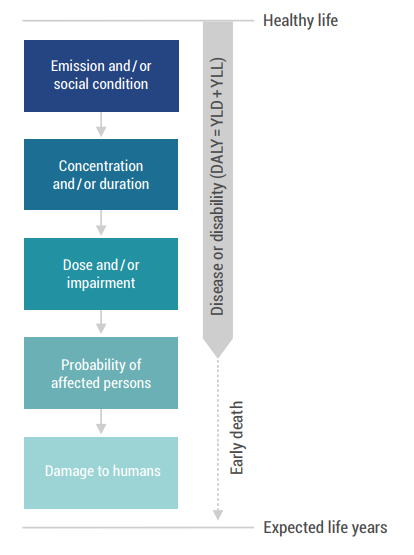 Healthy life
Emission and/or
social condition
Concentration
and/or duration
Dose and/or
impairment
Probability of
affected persons
Damage to humans
Disease or disability (DALY = YLD + YLL)
Early death
Expected life years